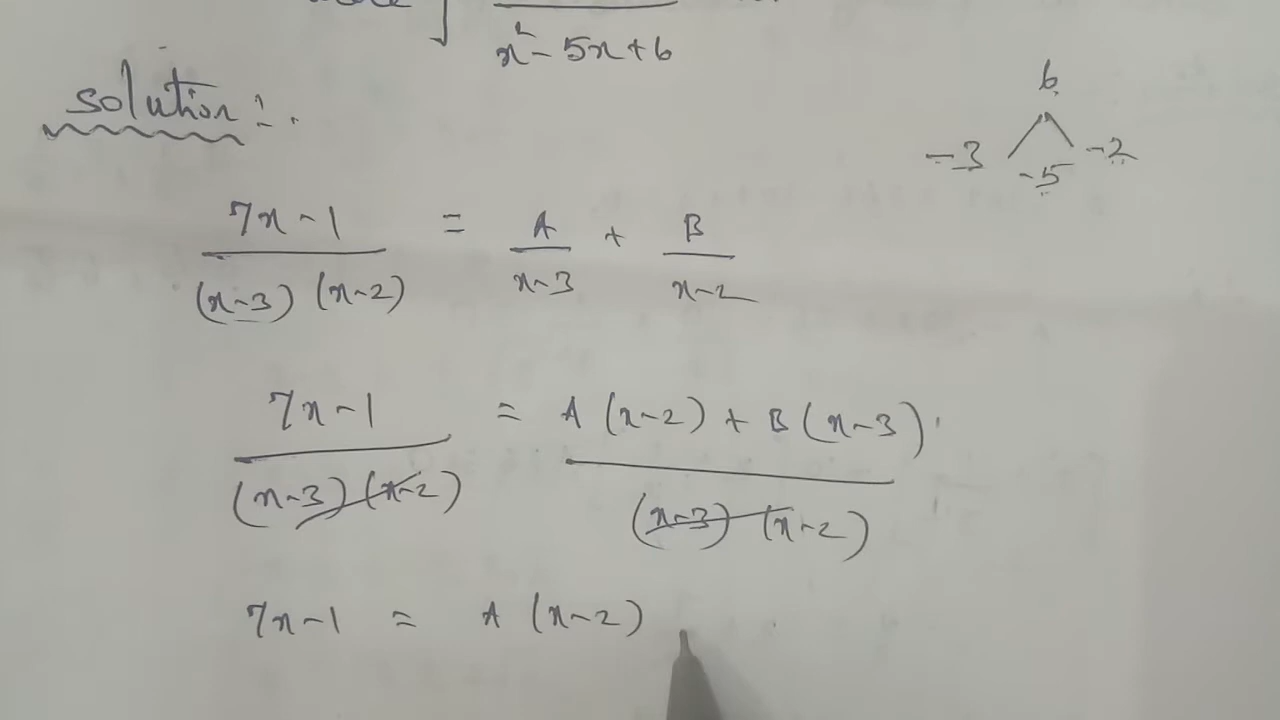 x² - 5x + 6
Solution :-.
6
-3 -5 -2
7x - 1 / (x - 3) (x - 2) = A / x - 3 + B / x - 2
7x - 1 / (x - 3) (x - 2) = A (x - 2) + B (x - 3) / (x - 3) (x - 2)
7x - 1 = A (x - 2)